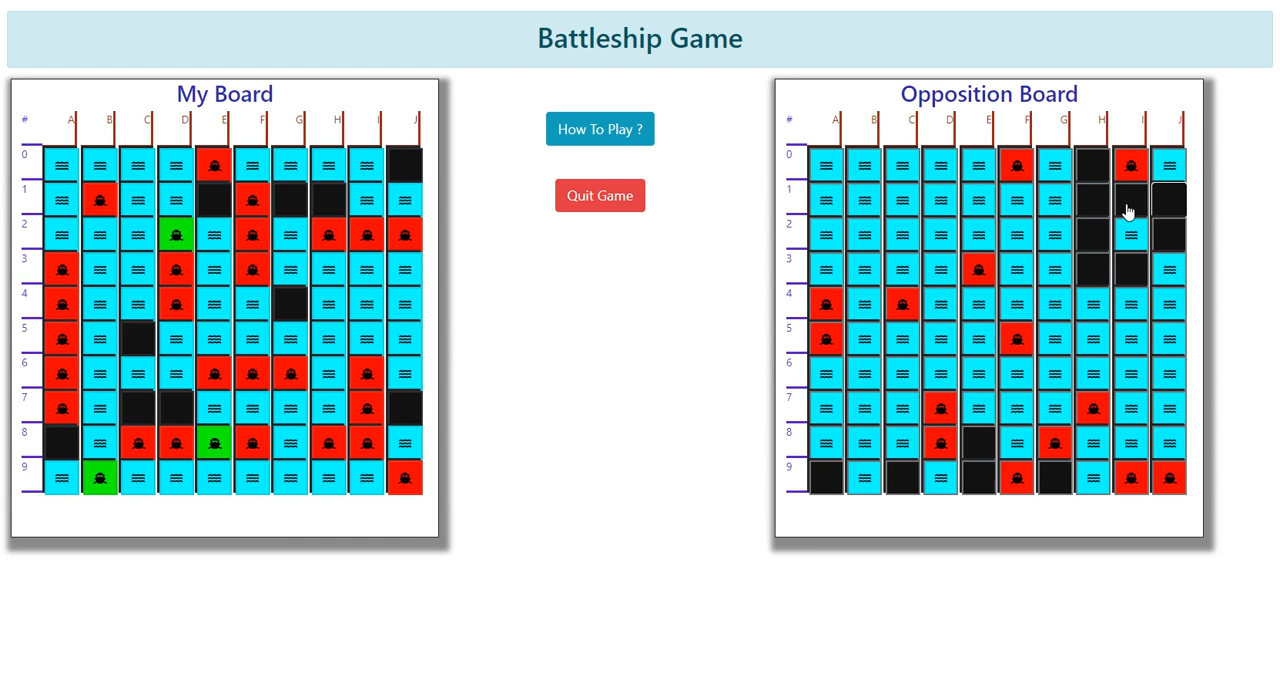 Battleship Game
My Board
# A B C D E F G H I J
0
1
2
3
4
5
6
7
8
9
How To Play ?
Quit Game
Opposition Board
# A B C D E F G H I J
0
1
2
3
4
5
6
7
8
9